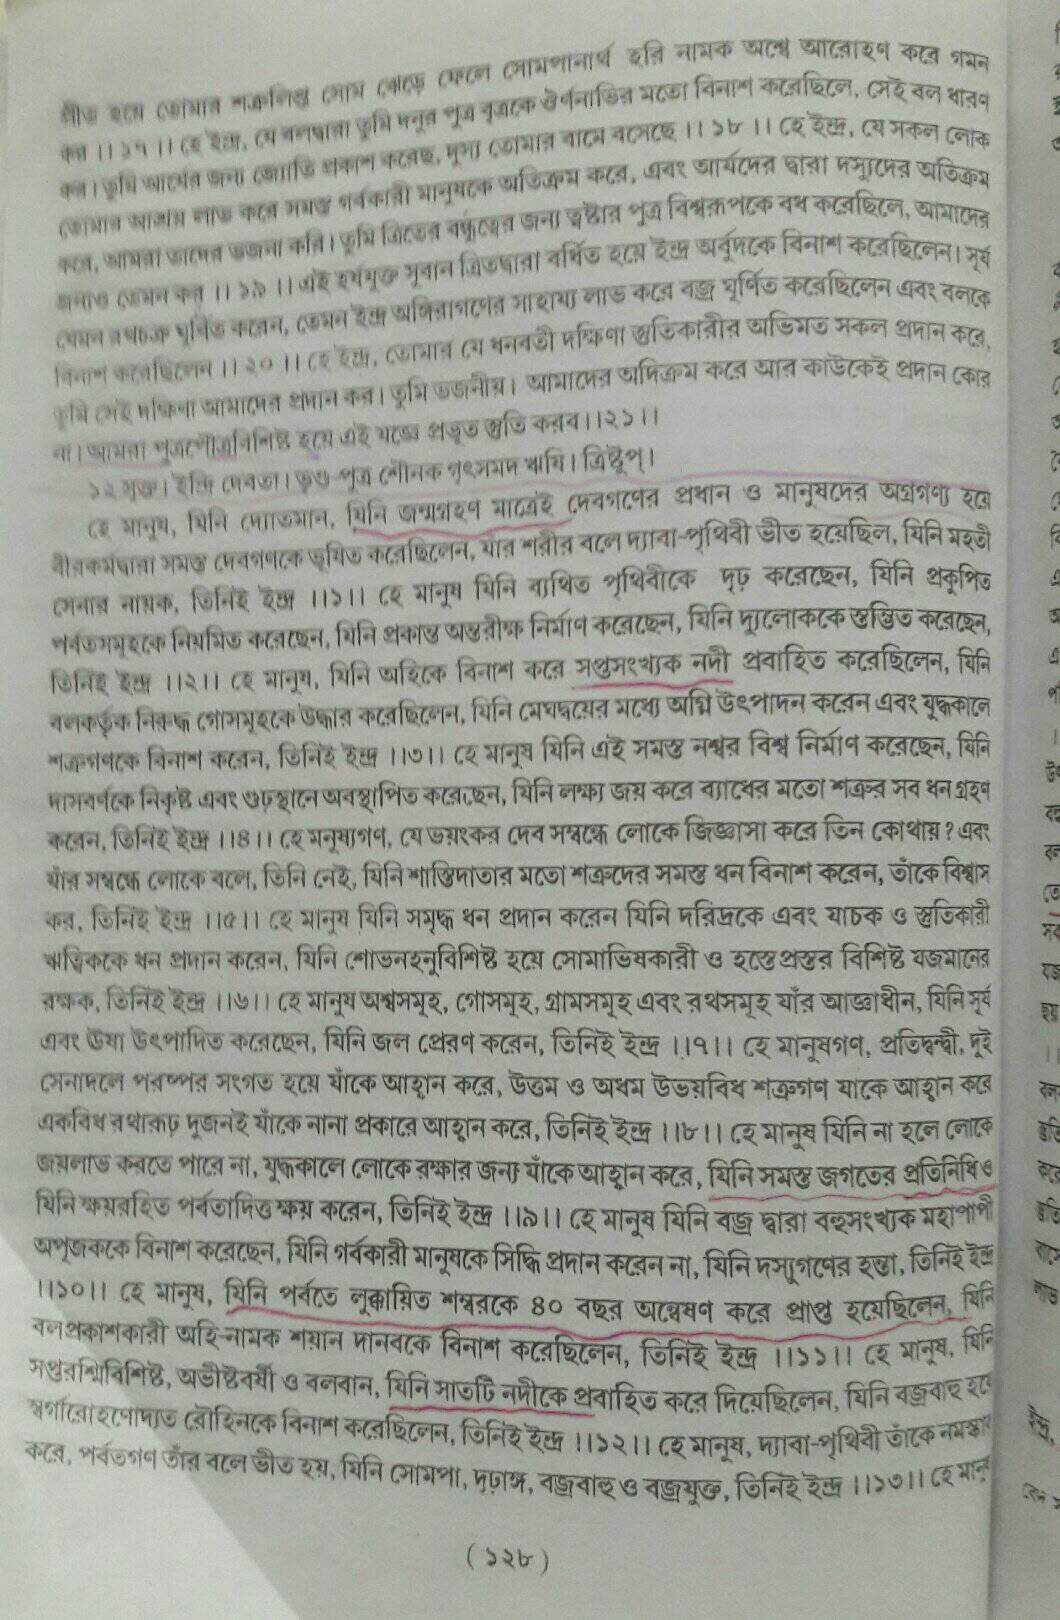 প্রীত হয়ে তোমার শ্মশ্রুলিপ্ত সোম ঝেড়ে ফেলে সোমপানার্থ হরি নামক অশ্বে আরোহণ করে গমন
কর ।। ১৭ ।। হে ইন্দ্র, যে বলদ্বারা তুমি দনুর পুত্র বৃত্রকে ঊর্ণনাভির মতো বিনাশ করেছিলে, সেই বল ধারণ
কর। তুমি আর্যের জন্য জ্যোতি প্রকাশ করেছ, দস্যু তোমার বামে বসেছে ।। ১৮ ।। হে ইন্দ্র, যে সকল লোক
তোমার আশ্রয় লাভ করে সমস্ত গর্বকারী মানুষকে অতিক্রম করে, এবং আর্যদের দ্বারা দস্যুদের অতিক্রম
করে, আমরা তাদের ভজনা করি। তুমি ত্রিতের বন্ধুত্বের জন্য ত্বষ্টার পুত্র বিশ্বরূপকে বধ করেছিলে, আমাদের
জন্যও তেমন কর ।। ১৯ ।। এই হর্ষযুক্ত সুবান ত্রিতদ্বারা বর্ধিত হয়ে ইন্দ্র অর্বুদকে বিনাশ করেছিলেন। সূর্য
যেমন রথচক্র ঘূর্ণিত করেন, তেমন ইন্দ্র অঙ্গিরাগণের সাহায্য লাভ করে বজ্র ঘূর্ণিত করেছিলেন এবং বলকে
বিনাশ করেছিলেন ।। ২০ ।। হে ইন্দ্র, তোমার যে ধনবতী দক্ষিণা স্তুতিকারীর অভিমত সকল প্রদান করে,
তুমি সেই দক্ষিণা আমাদের প্রদান কর। তুমি ভজনীয়। আমাদের অদিক্রম করে আর কাউকেই প্রদান কোর
না। আমরা পুত্রপৌত্রবিশিষ্ট হয়ে এই যজ্ঞে প্রভূত স্তুতি করব।।২১।।
১২ সূক্ত। ইন্দ্র দেবতা। ভৃগু-পুত্র শৌনক গৃৎসমদ ঋষি। ত্রিষ্টুপ্।
হে মানুষ, যিনি দ্যোতমান, যিনি জন্মগ্রহণ মাত্রেই দেবগণের প্রধান ও মানুষদের অগ্রগণ্য হয়ে
বীরকর্মদ্বারা সমস্ত দেবগণকে ভূষিত করেছিলেন, যাঁর শরীর বলে দ্যাবা-পৃথিবী ভীত হয়েছিল, যিনি মহতী
সেনার নায়ক, তিনিই ইন্দ্র ।।১।। হে মানুষ যিনি ব্যথিত পৃথিবীকে দৃঢ় করেছেন, যিনি প্রকুপিত
পর্বতসমূহকে নিয়মিত করেছেন, যিনি প্রকান্ড অন্তরীক্ষ নির্মাণ করেছেন, যিনি দ্যুলোককে স্তম্ভিত করেছেন,
তিনিই ইন্দ্র ।।২।। হে মানুষ, যিনি অহিকে বিনাশ করে সপ্তসংখ্যক নদী প্রবাহিত করেছিলেন, যিনি
বলকর্তৃক নিরুদ্ধ গোসমূহকে উদ্ধার করেছিলেন, যিনি মেঘদ্বয়ের মধ্যে অগ্নি উৎপাদন করেন এবং যুদ্ধকালে
শত্রুগণকে বিনাশ করেন, তিনিই ইন্দ্র ।।৩।। হে মানুষ যিনি এই সমস্ত নশ্বর বিশ্ব নির্মাণ করেছেন, যিনি
দাসবর্ণকে নিকৃষ্ট এবং গুঢ়স্থানে অবস্থাপিত করেছেন, যিনি লক্ষ্য জয় করে ব্যাধের মতো শত্রুর সব ধন গ্রহণ
করেন, তিনিই ইন্দ্র ।।৪।। হে মনুষ্যগণ, যে ভয়ংকর দেব সম্বন্ধে লোকে জিজ্ঞাসা করে তিন কোথায়? এবং
যাঁর সম্বন্ধে লোকে বলে, তিনি নেই, যিনি শাস্তিদাতার মতো শত্রুদের সমস্ত ধন বিনাশ করেন, তাঁকে বিশ্বাস
কর, তিনিই ইন্দ্র ।।৫।। হে মানুষ যিনি সমৃদ্ধ ধন প্রদান করেন যিনি দরিদ্রকে এবং যাচক ও স্তুতিকারী
ঋত্বিককে ধন প্রদান করেন, যিনি শোভনহনুবিশিষ্ট হয়ে সোমাভিষকারী ও হস্তেপ্রস্তর বিশিষ্ট যজমানের
রক্ষক, তিনিই ইন্দ্র ।।৬।। হে মানুষ অশ্বসমূহ, গোসমূহ, গ্রামসমূহ এবং রথসমূহ যাঁর আজ্ঞাধীন, যিনি সূর্য
এবং ঊষা উৎপাদিত করেছেন, যিনি জল প্রেরণ করেন, তিনিই ইন্দ্র ।।৭।। হে মানুষগণ, প্রতিদ্বন্দ্বী, দুই
সেনাদলে পরষ্পর সংগত হয়ে যাঁকে আহ্বান করে, উত্তম ও অধম উভয়বিধ শত্রুগণ যাকে আহ্বান করে
একবিধ রথারূঢ় দুজনই যাঁকে নানা প্রকারে আহ্বান করে, তিনিই ইন্দ্র ।।৮।। হে মানুষ যিনি না হলে লোকে
জয়লাভ করতে পারে না, যুদ্ধকালে লোকে রক্ষার জন্য যাঁকে আহ্বান করে, যিনি সমস্ত জগতের প্রতিনিধি ও
যিনি ক্ষয়রহিত পর্বতাদিও ক্ষয় করেন, তিনিই ইন্দ্র ।।৯।। হে মানুষ যিনি বজ্র দ্বারা বহুসংখ্যক মহাপাপী
অপূজককে বিনাশ করেছেন, যিনি গর্বকারী মানুষকে সিদ্ধি প্রদান করেন না, যিনি দস্যুগণের হন্তা, তিনিই ইন্দ্র
।।১০।। হে মানুষ, যিনি পর্বতে লুক্কায়িত শম্বরকে ৪০ বছর অন্বেষণ করে প্রাপ্ত হয়েছিলেন, যিনি
বলপ্রকাশকারী অহি-নামক শয়ান দানবকে বিনাশ করেছিলেন, তিনিই ইন্দ্র ।।১১।। হে মানুষ, যিনি
সপ্তরশ্মিবিশিষ্ট, অভীষ্টবর্ষী ও বলবান, যিনি সাতটি নদীকে প্রবাহিত করে দিয়েছিলেন, যিনি বজ্রবাহু হয়ে
স্বর্গারোহণোদ্যত রৌহিনকে বিনাশ করেছিলেন, তিনিই ইন্দ্র ।।১২।। হে মানুষ, দ্যাবা-পৃথিবী তাঁকে নমস্কার
করে, পর্বতগণ তাঁর বলে ভীত হয়, যিনি সোমপা, দৃঢ়াঙ্গ, বজ্রবাহু ও বজ্রযুক্ত, তিনিই ইন্দ্র ।।১৩।। হে মানুষ
(১২৮)